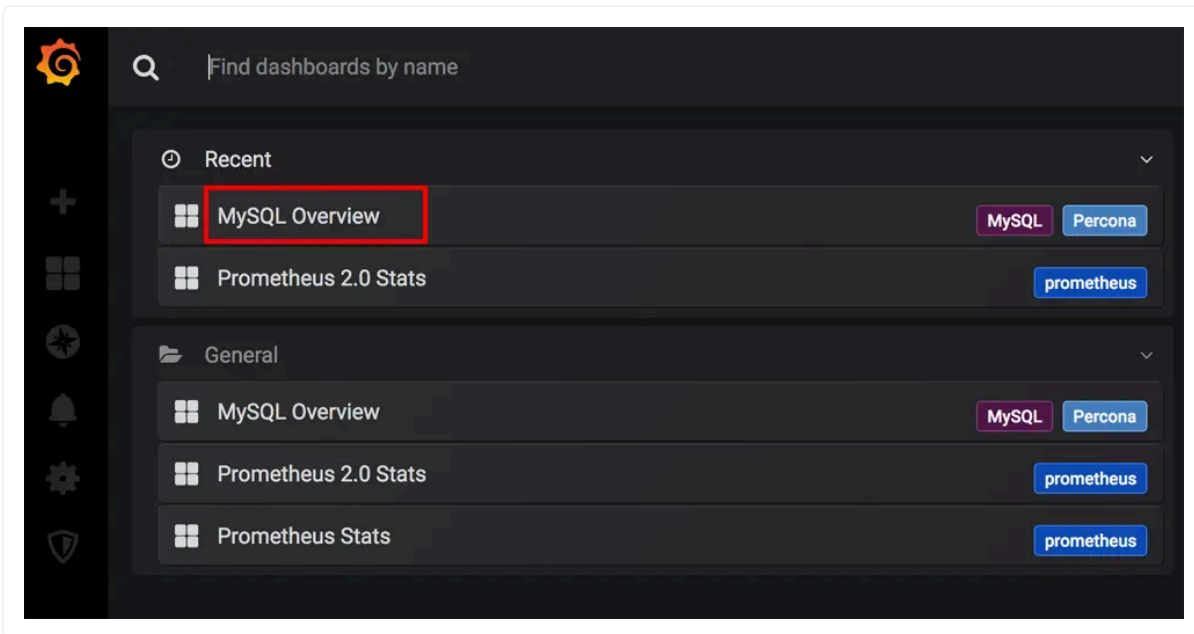 Find dashboards by name
Recent
MySQL Overview MySQL Percona
Prometheus 2.0 Stats prometheus
General
MySQL Overview MySQL Percona
Prometheus 2.0 Stats prometheus
Prometheus Stats prometheus